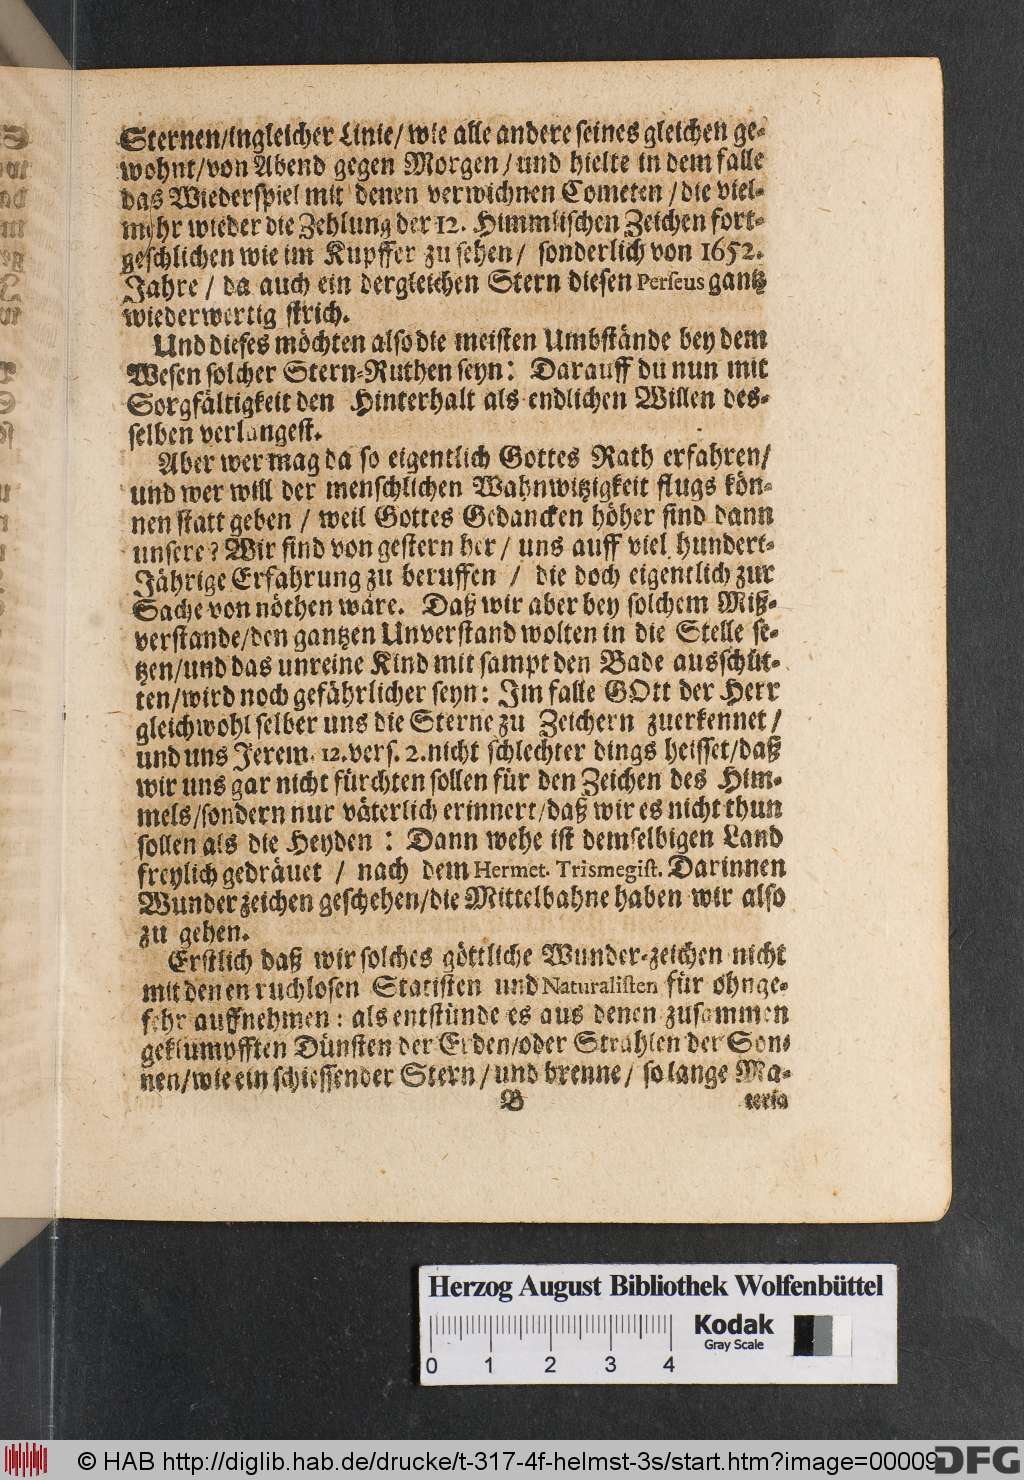 Sternen/ingleicher Linie/wie alle andere seines gleichen ge-
wohnt/von Abend gegen Morgen/und hielte in dem falle
das Wiederspiel mit denen verwichnen Cometen/die viel-
mehr wieder die Zehlung der 12. Himmlischen Zeichen fort-
geschlichen wie im Kupffer zu sehen/ sonderlich von 1652.
Jahre / da auch ein dergleichen Stern diesen Perseus gantz
wiederwertig strich.
Und dieses möchten also die meisten Umbstände bey dem
Wesen solcher Stern-Ruthen seyn: Darauff du nun mit
Sorgfältigkeit den Hinterhalt als endlichen Willen des-
selben verlangest.
Aber wer mag da so eigentlich Gottes Rath erfahren/
und wer will der menschlichen Wahnwitzigkeit flugs kön-
nen statt geben / weil Gottes Gedancken höher sind dann
unsere? Wir sind von gestern her/ uns auff viel hundert-
Jährige Erfahrung zu beruffen / die doch eigentlich zur
Sache von nöthen wäre. Daß wir aber bey solchem Miß-
verstande/den gantzen Unverstand wolten in die Stelle se-
tzen/und das unreine Kind mit sampt den Bade ausschüt-
ten/wird noch gefährlicher seyn: Im falle GOtt der Herr
gleichwohl selber uns die Sterne zu Zeichern zuerkennet/
und uns Jerem. 12. vers. 2. nicht schlechter dings heisset/daß
wir uns gar nicht fürchten sollen für den Zeichen des Him-
mels/sondern nur väterlich erinnert/daß wir es nicht thun
sollen als die Heyden : Dann wehe ist demselbigen Land
freylich gedräuet / nach dem Hermet. Trismegist. Darinnen
Wunderzeichen geschehen/die Mittelbahne haben wir also
zu gehen.
Erstlich daß wir solches göttliche Wunder-zeichen nicht
mit denen ruchlosen Statisten und Naturalisten für ohnge-
fehr auffnehmen: als entstünde es aus denen zusammen
geklumpfften Dünsten der Erden/oder Strahlen der Son-
nen/wie ein schiessender Stern/und brenne/ so lange Ma-
B teria
Herzog August Bibliothek Wolfenbüttel
Kodak
Gray Scale
0 1 2 3 4
© HAB http://diglib.hab.de/drucke/t-317-4f-helmst-3s/start.htm?image=00009
DFG